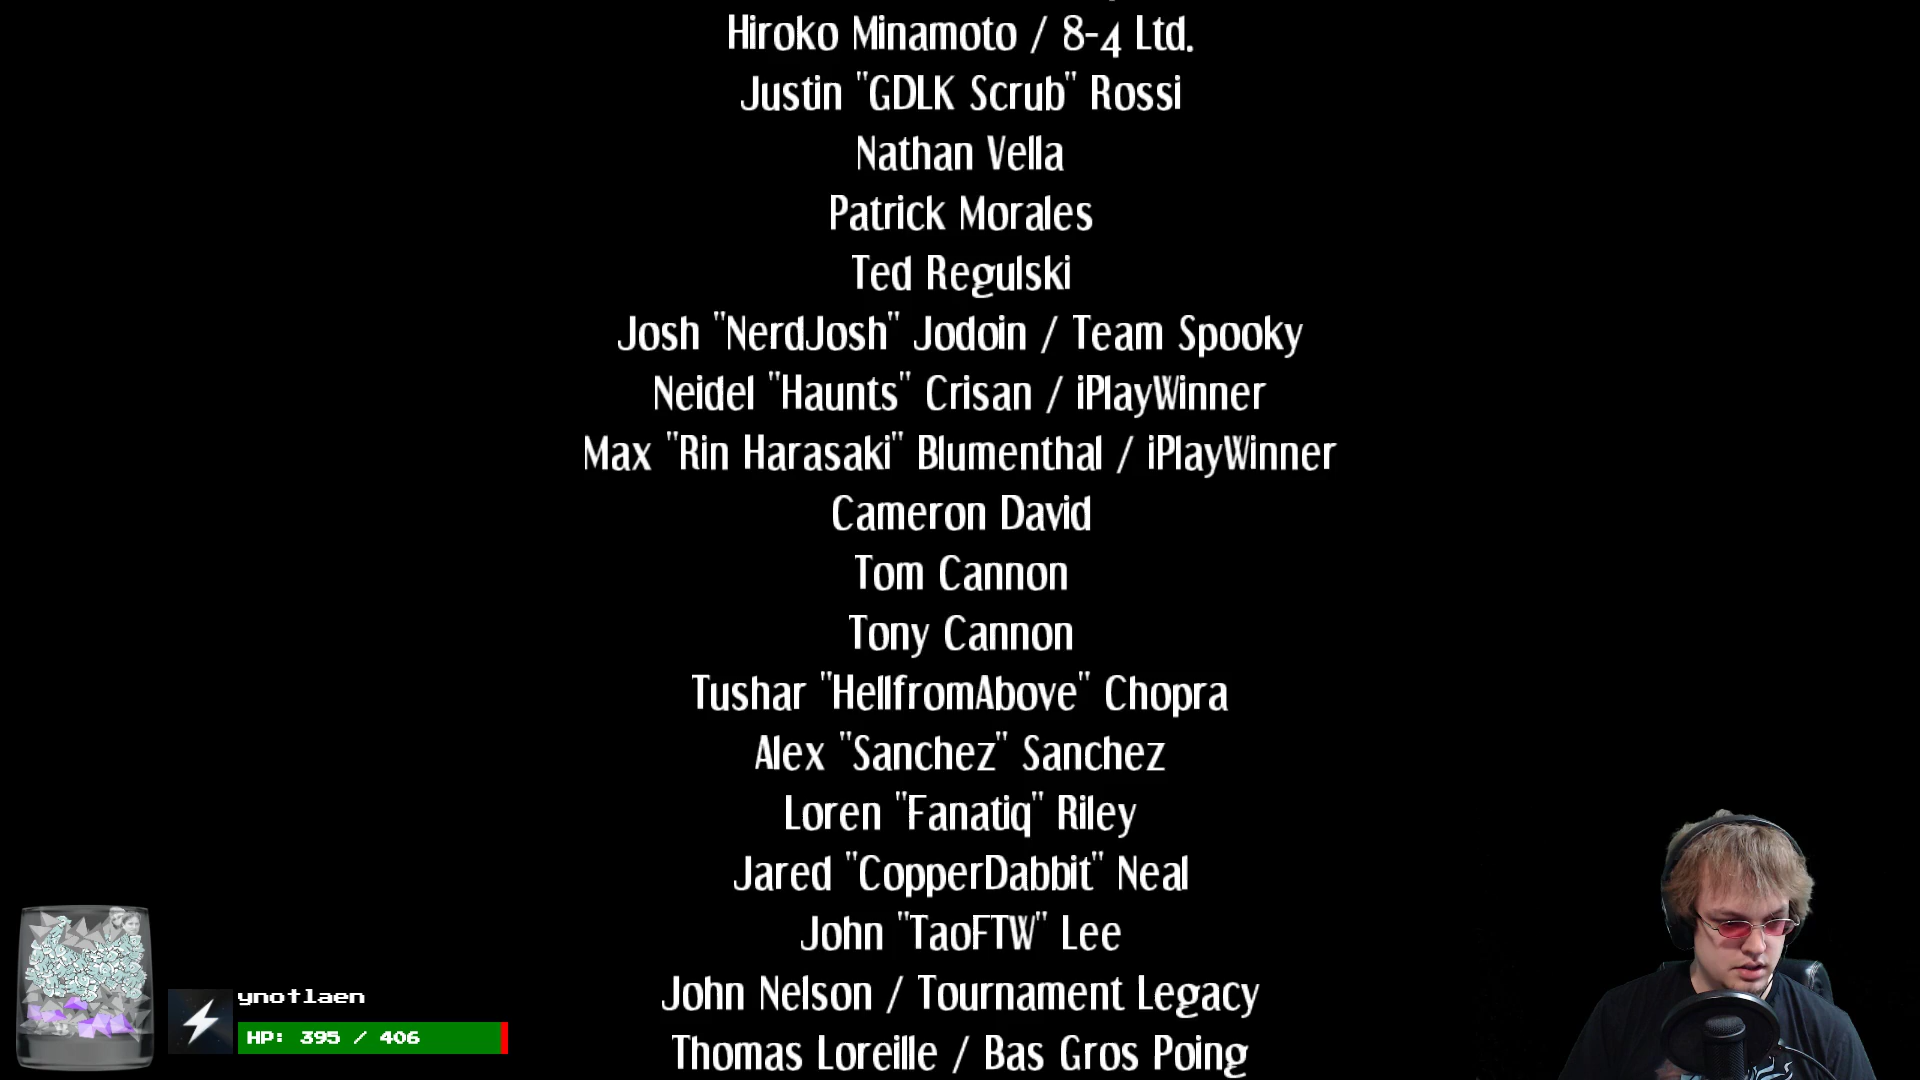 Hiroko Minamoto / 8-4 Ltd.
Justin "GDLK Scrub" Rossi
Nathan Vella
Patrick Morales
Ted Regulski
Josh "NerdJosh" Jodoin / Team Spooky
Neidel "Haunts" Crisan / iPlayWinner
Max "Rin Harasaki" Blumenthal / iPlayWinner
Cameron David
Tom Cannon
Tony Cannon
Tushar "HellfromAbove" Chopra
Alex "Sanchez" Sanchez
Loren "Fanatiq" Riley
Jared "CopperDabbit" Neal
John "TaoFTW" Lee
John Nelson / Tournament Legacy
Thomas Loreille / Bas Gros Poing
ynotlaen
HP: 395 / 406